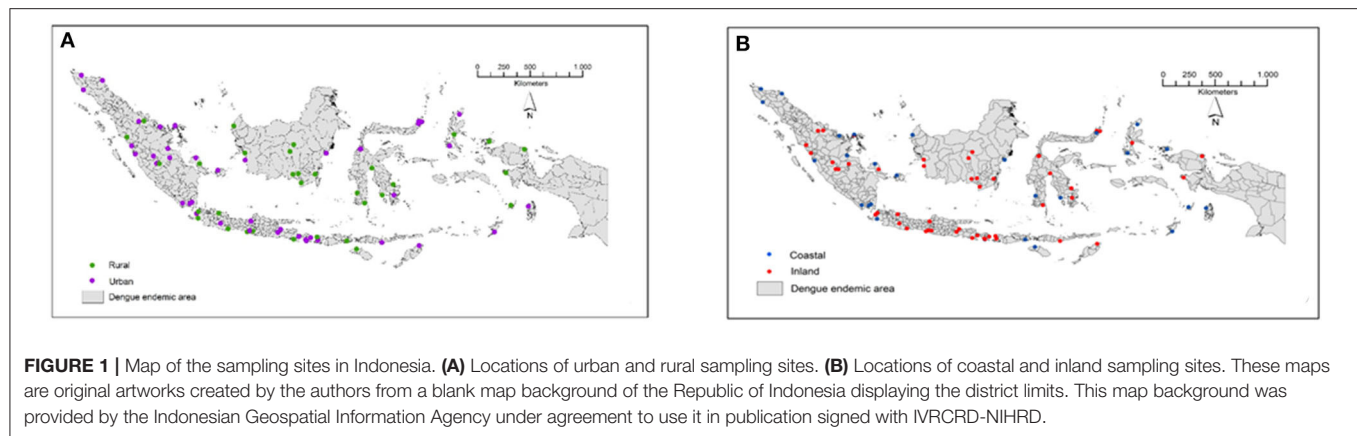 A
0 250 500 1.000
Kilometers
N
Rural
Urban
Dengue endemic area
B
0 250 500 1.000
Kilometers
N
Coastal
Inland
Dengue endemic area
FIGURE 1 | Map of the sampling sites in Indonesia. (A) Locations of urban and rural sampling sites. (B) Locations of coastal and inland sampling sites. These maps
are original artworks created by the authors from a blank map background of the Republic of Indonesia displaying the district limits. This map background was
provided by the Indonesian Geospatial Information Agency under agreement to use it in publication signed with IVRCRD-NIHRD.